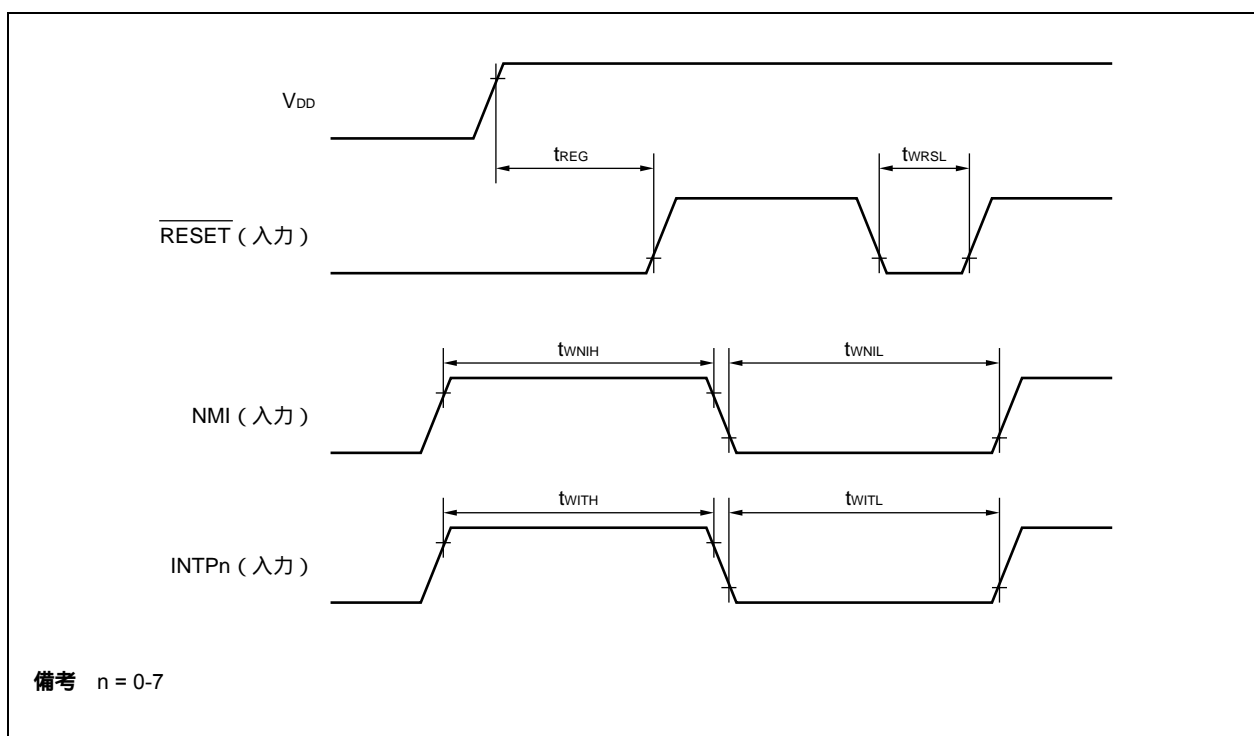 VDD
tREG
tWRSL
RESET（入力）
tWNIH
tWNIL
NMI（入力）
tWITH
tWITL
INTPn（入力）
備考 n = 0-7